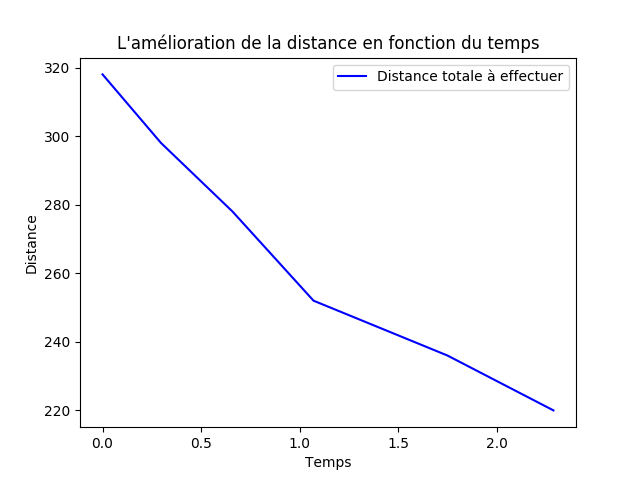 L'amélioration de la distance en fonction du temps
Distance totale à effectuer
320
300
280
260
240
220
Distance
0.0 0.5 1.0 1.5 2.0
Temps